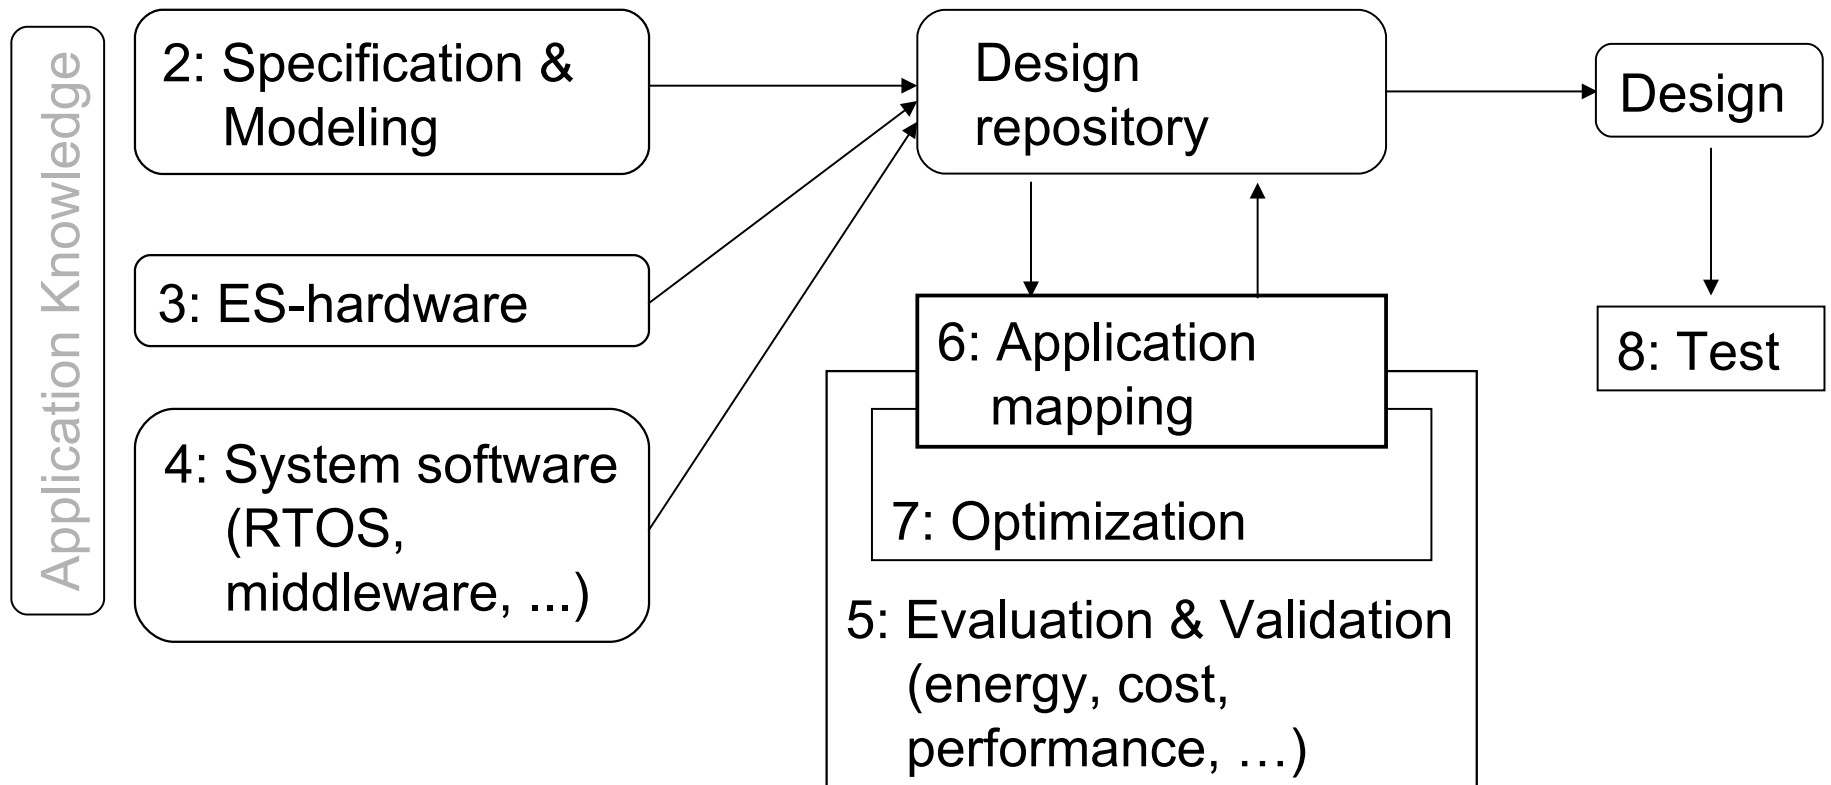 Application Knowledge
2: Specification &
Modeling
3: ES-hardware
4: System software
(RTOS,
middleware, ...)
Design
repository
6: Application
mapping
7: Optimization
5: Evaluation & Validation
(energy, cost,
performance, …)
Design
8: Test